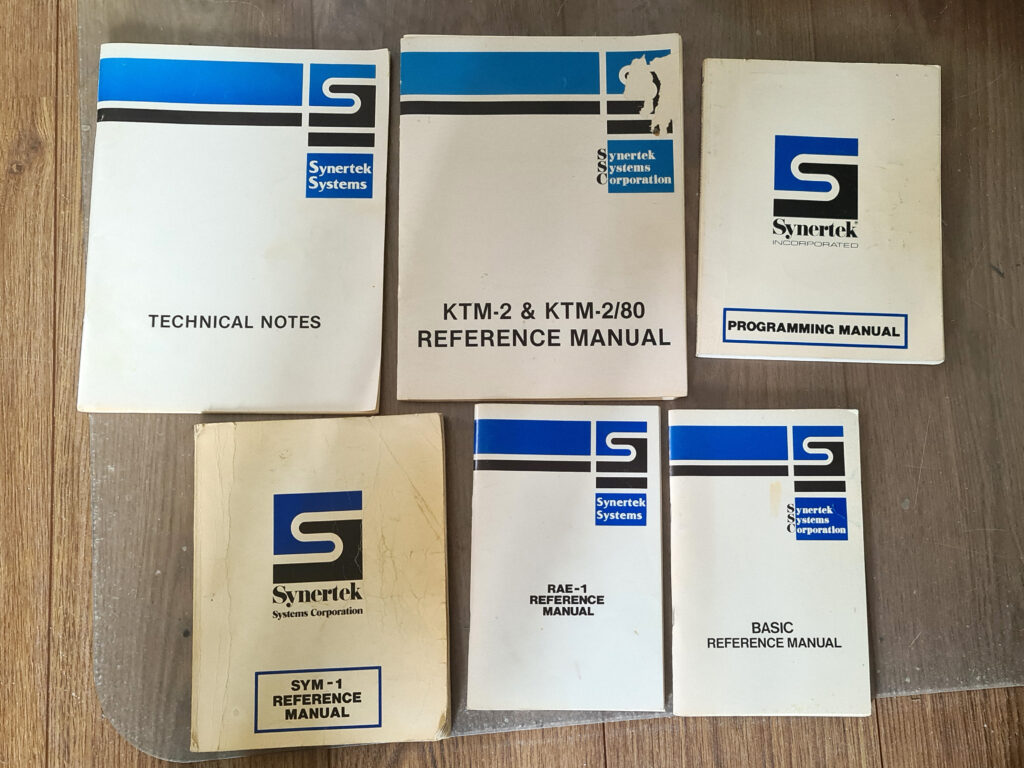 Synertek
Systems
TECHNICAL NOTES
Synertek
Systems
Corporation
KTM-2 & KTM-2/80
REFERENCE MANUAL
Synertek®
INCORPORATED
PROGRAMMING MANUAL
Synertek
Systems Corporation
SYM-1
REFERENCE
MANUAL
Synertek
Systems
RAE-1
REFERENCE
MANUAL
Synertek
Systems
Corporation
BASIC
REFERENCE MANUAL